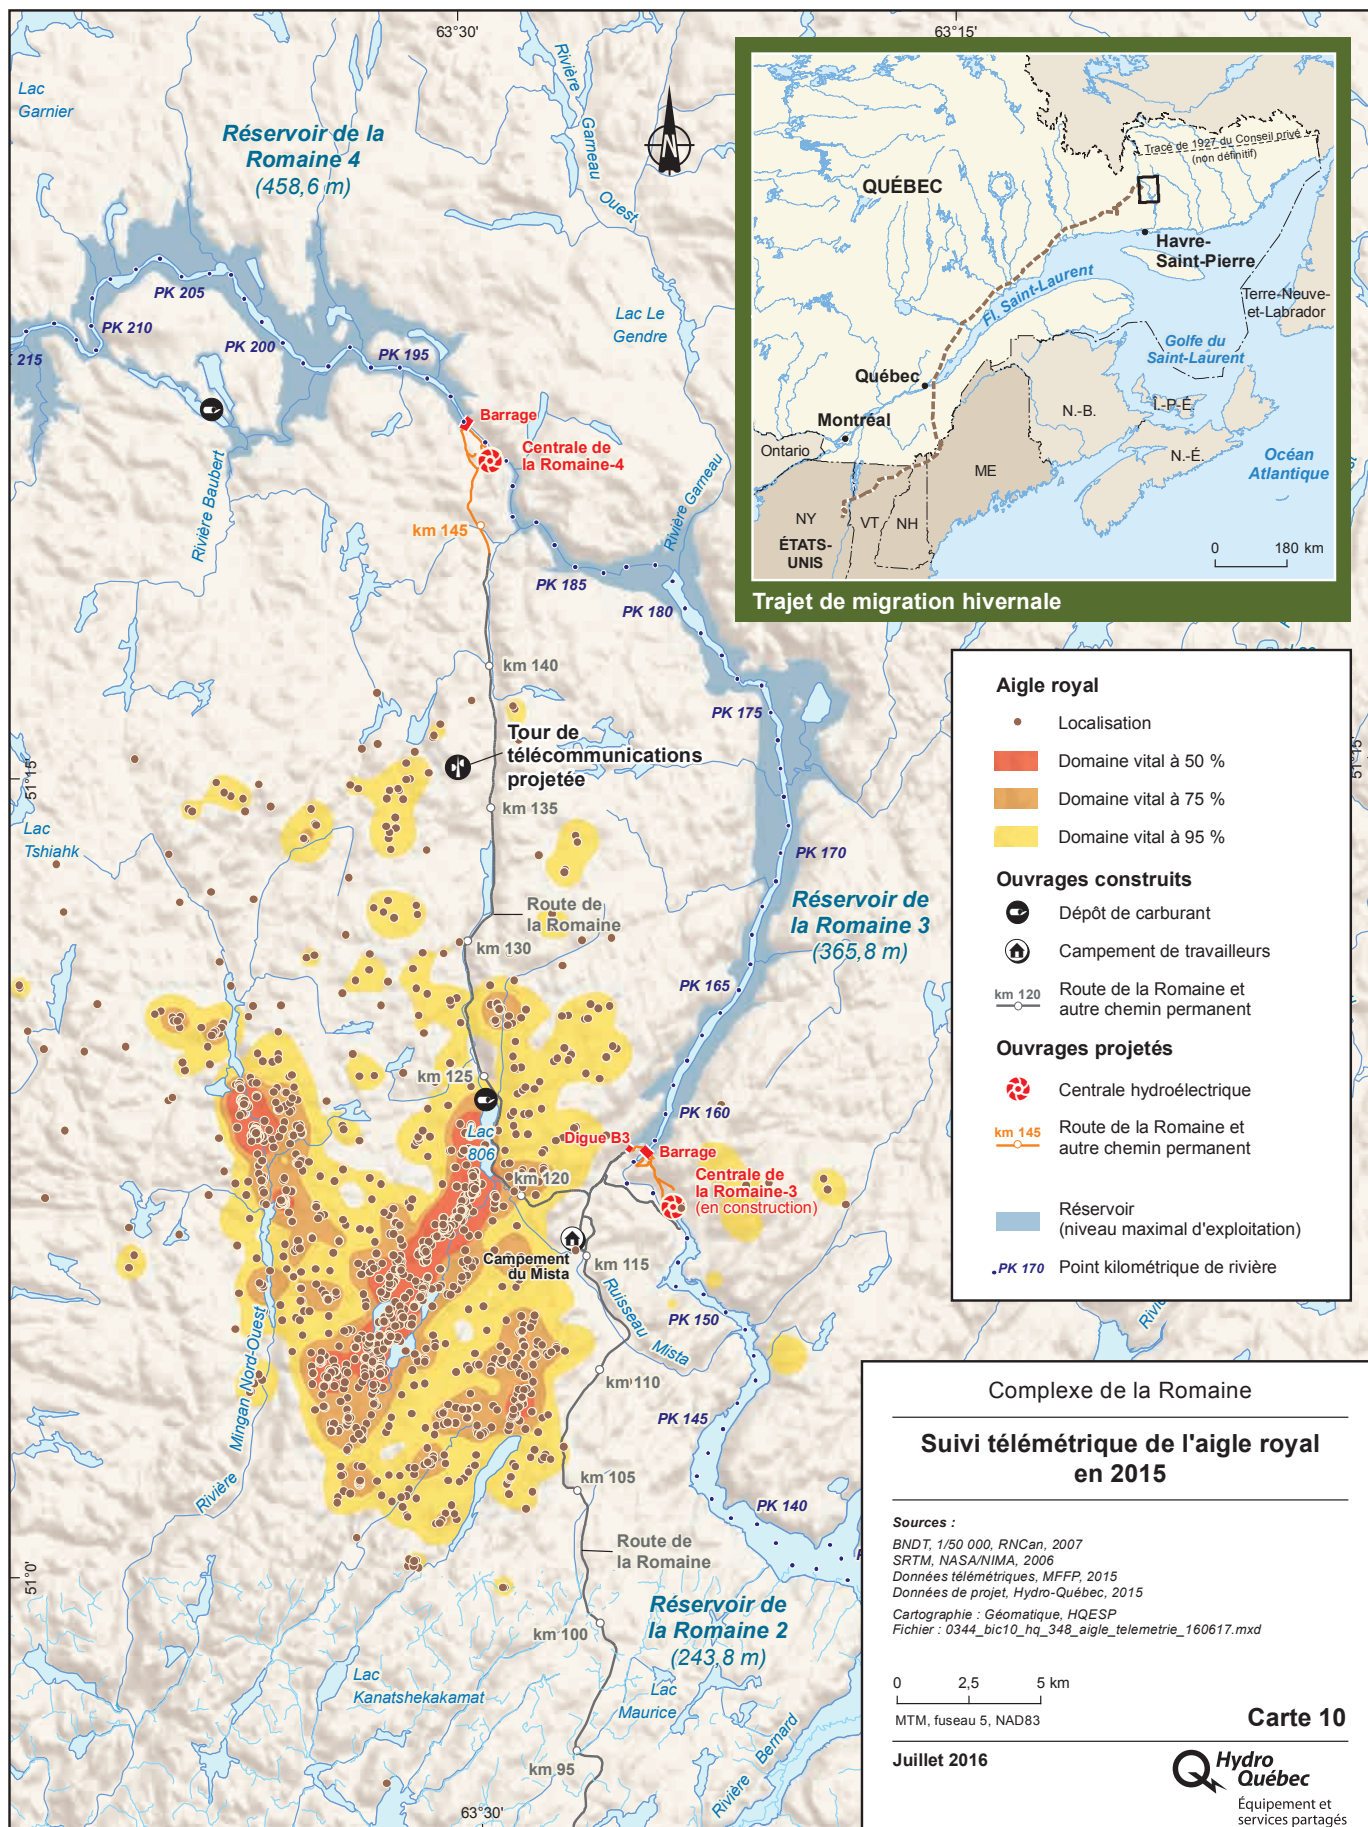 63°30'
63°15'
Lac
Garnier
Réservoir de la
Romaine 4
(458,6 m)
Rivière
Garneau
Ouest
N
PK 205
PK 210
PK 200
PK 195
215
Lac Le
Gendre
Barrage
Centrale de
la Romaine-4
Rivière Baubert
Rivière Garneau
km 145
PK 185
PK 180
km 140
PK 175
Tour de
télécommunications
projetée
51°15'
51°15'
km 135
Lac
Tshiahk
PK 170
Route de
la Romaine
Réservoir de
la Romaine 3
(365,8 m)
km 130
PK 165
km 125
PK 160
Lac
806
Digue B3
Barrage
km 120
Centrale de
la Romaine-3
(en construction)
Campement
du Mista
km 115
Ruisseau
Mista
PK 150
Rivière
Mingan Nord-Ouest
km 110
PK 145
km 105
PK 140
Route de
la Romaine
51°0'
Réservoir de
la Romaine 2
(243,8 m)
km 100
Lac
Kanatshekakamat
Lac
Maurice
Rivière Bernard
km 95
63°30'
QUÉBEC
Tracé de 1927 du Conseil privé
(non définitif)
Havre-
Saint-Pierre
Fl. Saint-Laurent
Terre-Neuve-
et-Labrador
Golfe du
Saint-Laurent
Québec
Montréal
N.-B.
Î.-P.-É.
Ontario
ME
N.-É.
Océan
Atlantique
NY
VT
NH
ÉTATS-
UNIS
0 180 km
Trajet de migration hivernale
Aigle royal
Localisation
Domaine vital à 50 %
Domaine vital à 75 %
Domaine vital à 95 %
Ouvrages construits
Dépôt de carburant
Campement de travailleurs
km 120
Route de la Romaine et
autre chemin permanent
Ouvrages projetés
Centrale hydroélectrique
km 145
Route de la Romaine et
autre chemin permanent
Réservoir
(niveau maximal d'exploitation)
PK 170
Point kilométrique de rivière
Complexe de la Romaine
Suivi télémétrique de l'aigle royal
en 2015
Sources :
BNDT, 1/50 000, RNCan, 2007
SRTM, NASA/NIMA, 2006
Données télémétriques, MFFP, 2015
Données de projet, Hydro-Québec, 2015
Cartographie : Géomatique, HQESP
Fichier : 0344_bic10_hq_348_aigle_telemetrie_160617.mxd
0 2,5 5 km
MTM, fuseau 5, NAD83
Carte 10
Juillet 2016
Hydro
Québec
Équipement et
services partagés